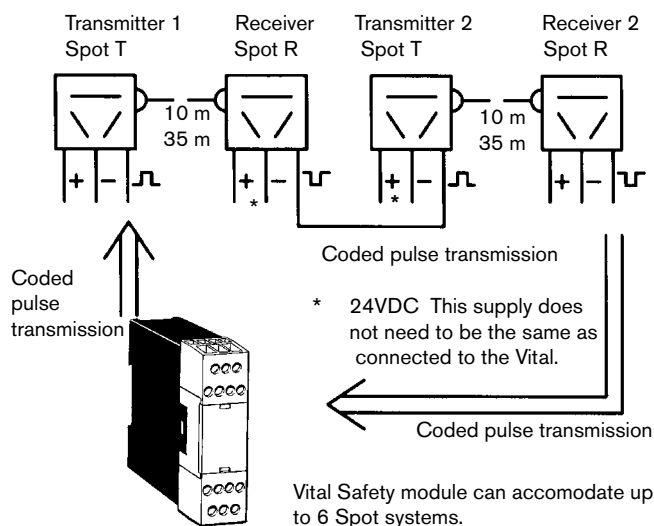 Transmitter 1
Spot T
Receiver
Spot R
Transmitter 2
Spot T
Receiver 2
Spot R
10 m
35 m
10 m
35 m
+ −
+ −
*
+ −
*
+ −
Coded pulse transmission
Coded
pulse
transmission
* 24VDC This supply does
not need to be the same as
connected to the Vital.
Coded pulse transmission
Vital Safety module can accomodate up
to 6 Spot systems.